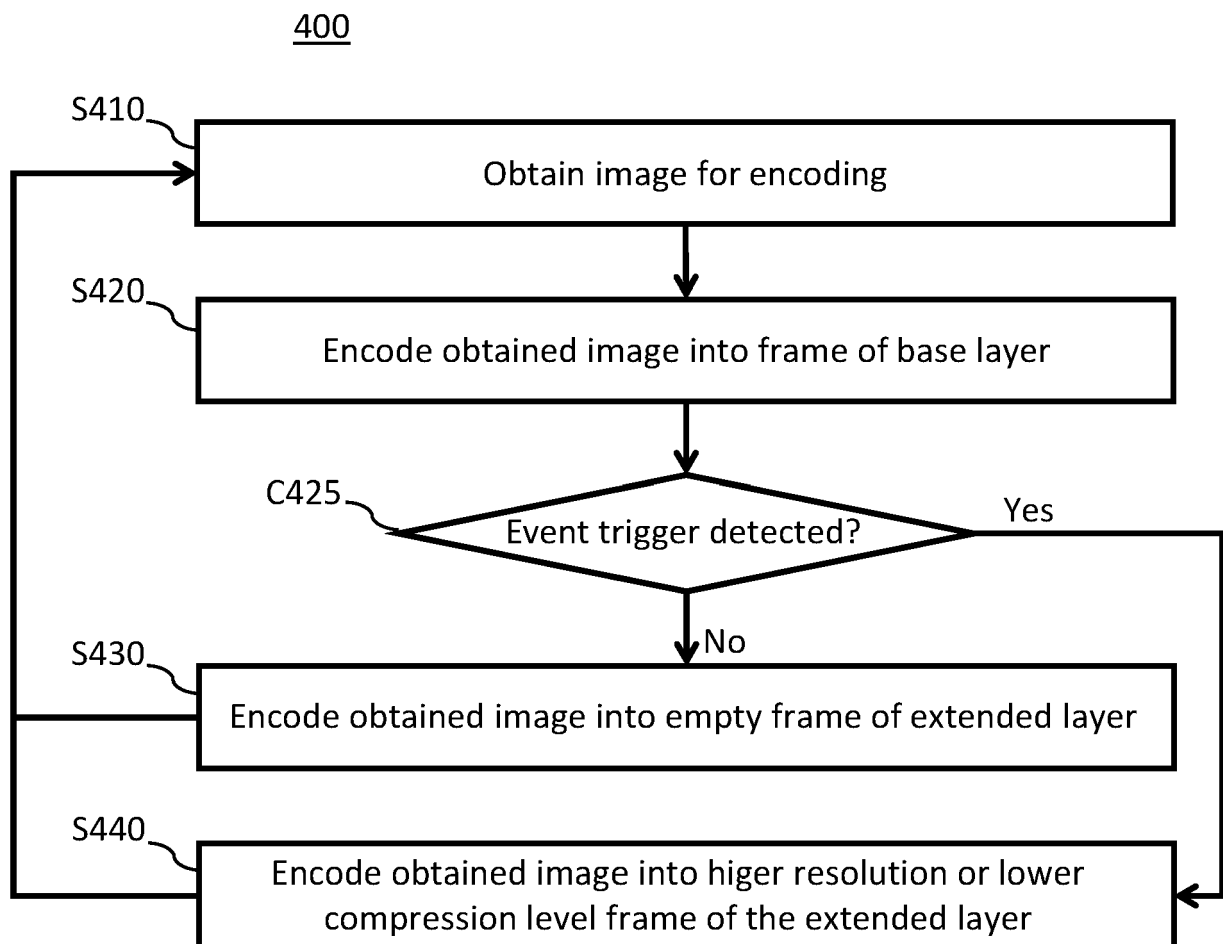 400
S410
Obtain image for encoding
S420
Encode obtained image into frame of base layer
C425
Event trigger detected?
Yes
No
S430
Encode obtained image into empty frame of extended layer
S440
Encode obtained image into higer resolution or lower
compression level frame of the extended layer